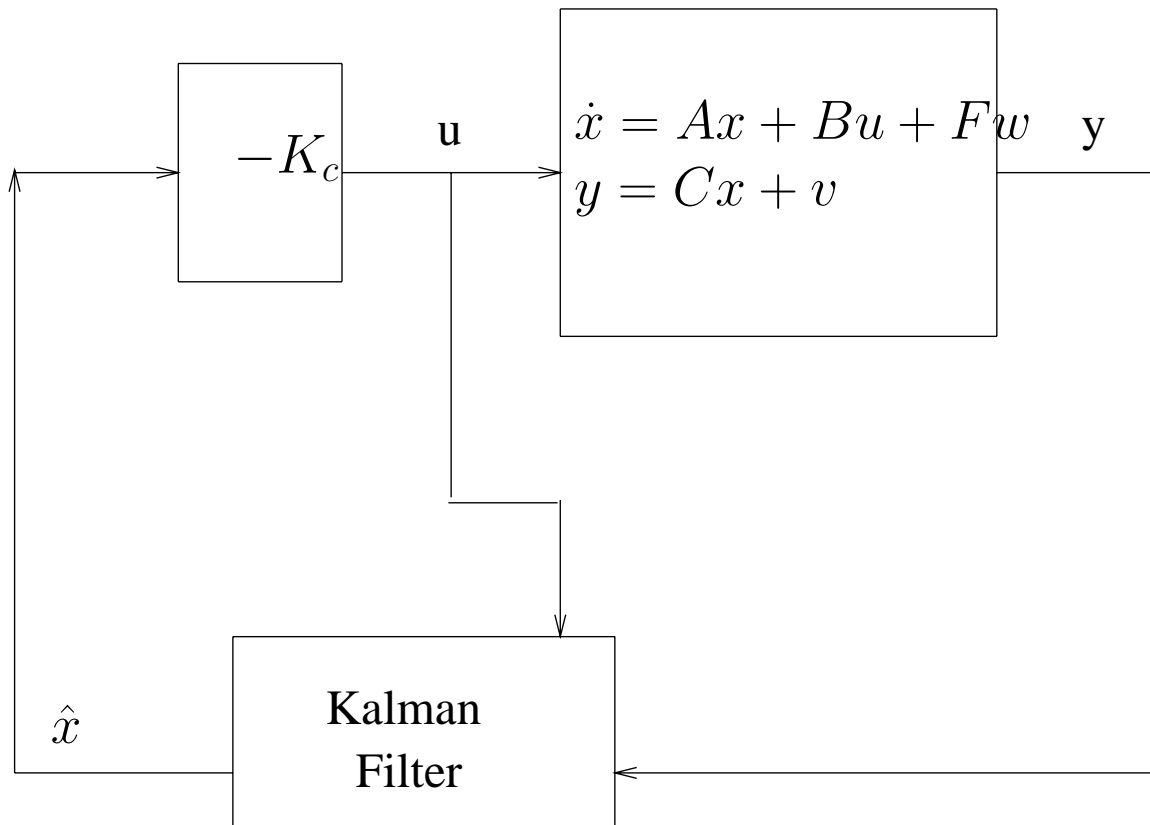 −K_c
u
ẋ = Ax + Bu + Fw
y = Cx + v
y
x̂
Kalman
Filter